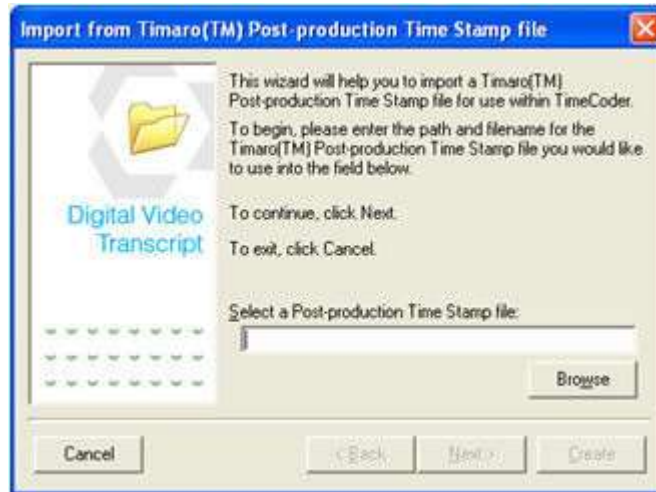 Import from Timaro(TM) Post-production Time Stamp file
This wizard will help you to import a Timaro(TM)
Post-production Time Stamp file for use within TimeCoder.
To begin, please enter the path and filename for the
Timaro(TM) Post-production Time Stamp file you would like
to use into the field below.
Digital Video
Transcript
To continue, click Next.
To exit, click Cancel.
Select a Post-production Time Stamp file:
Browse
Cancel
< Back
Next >
Create